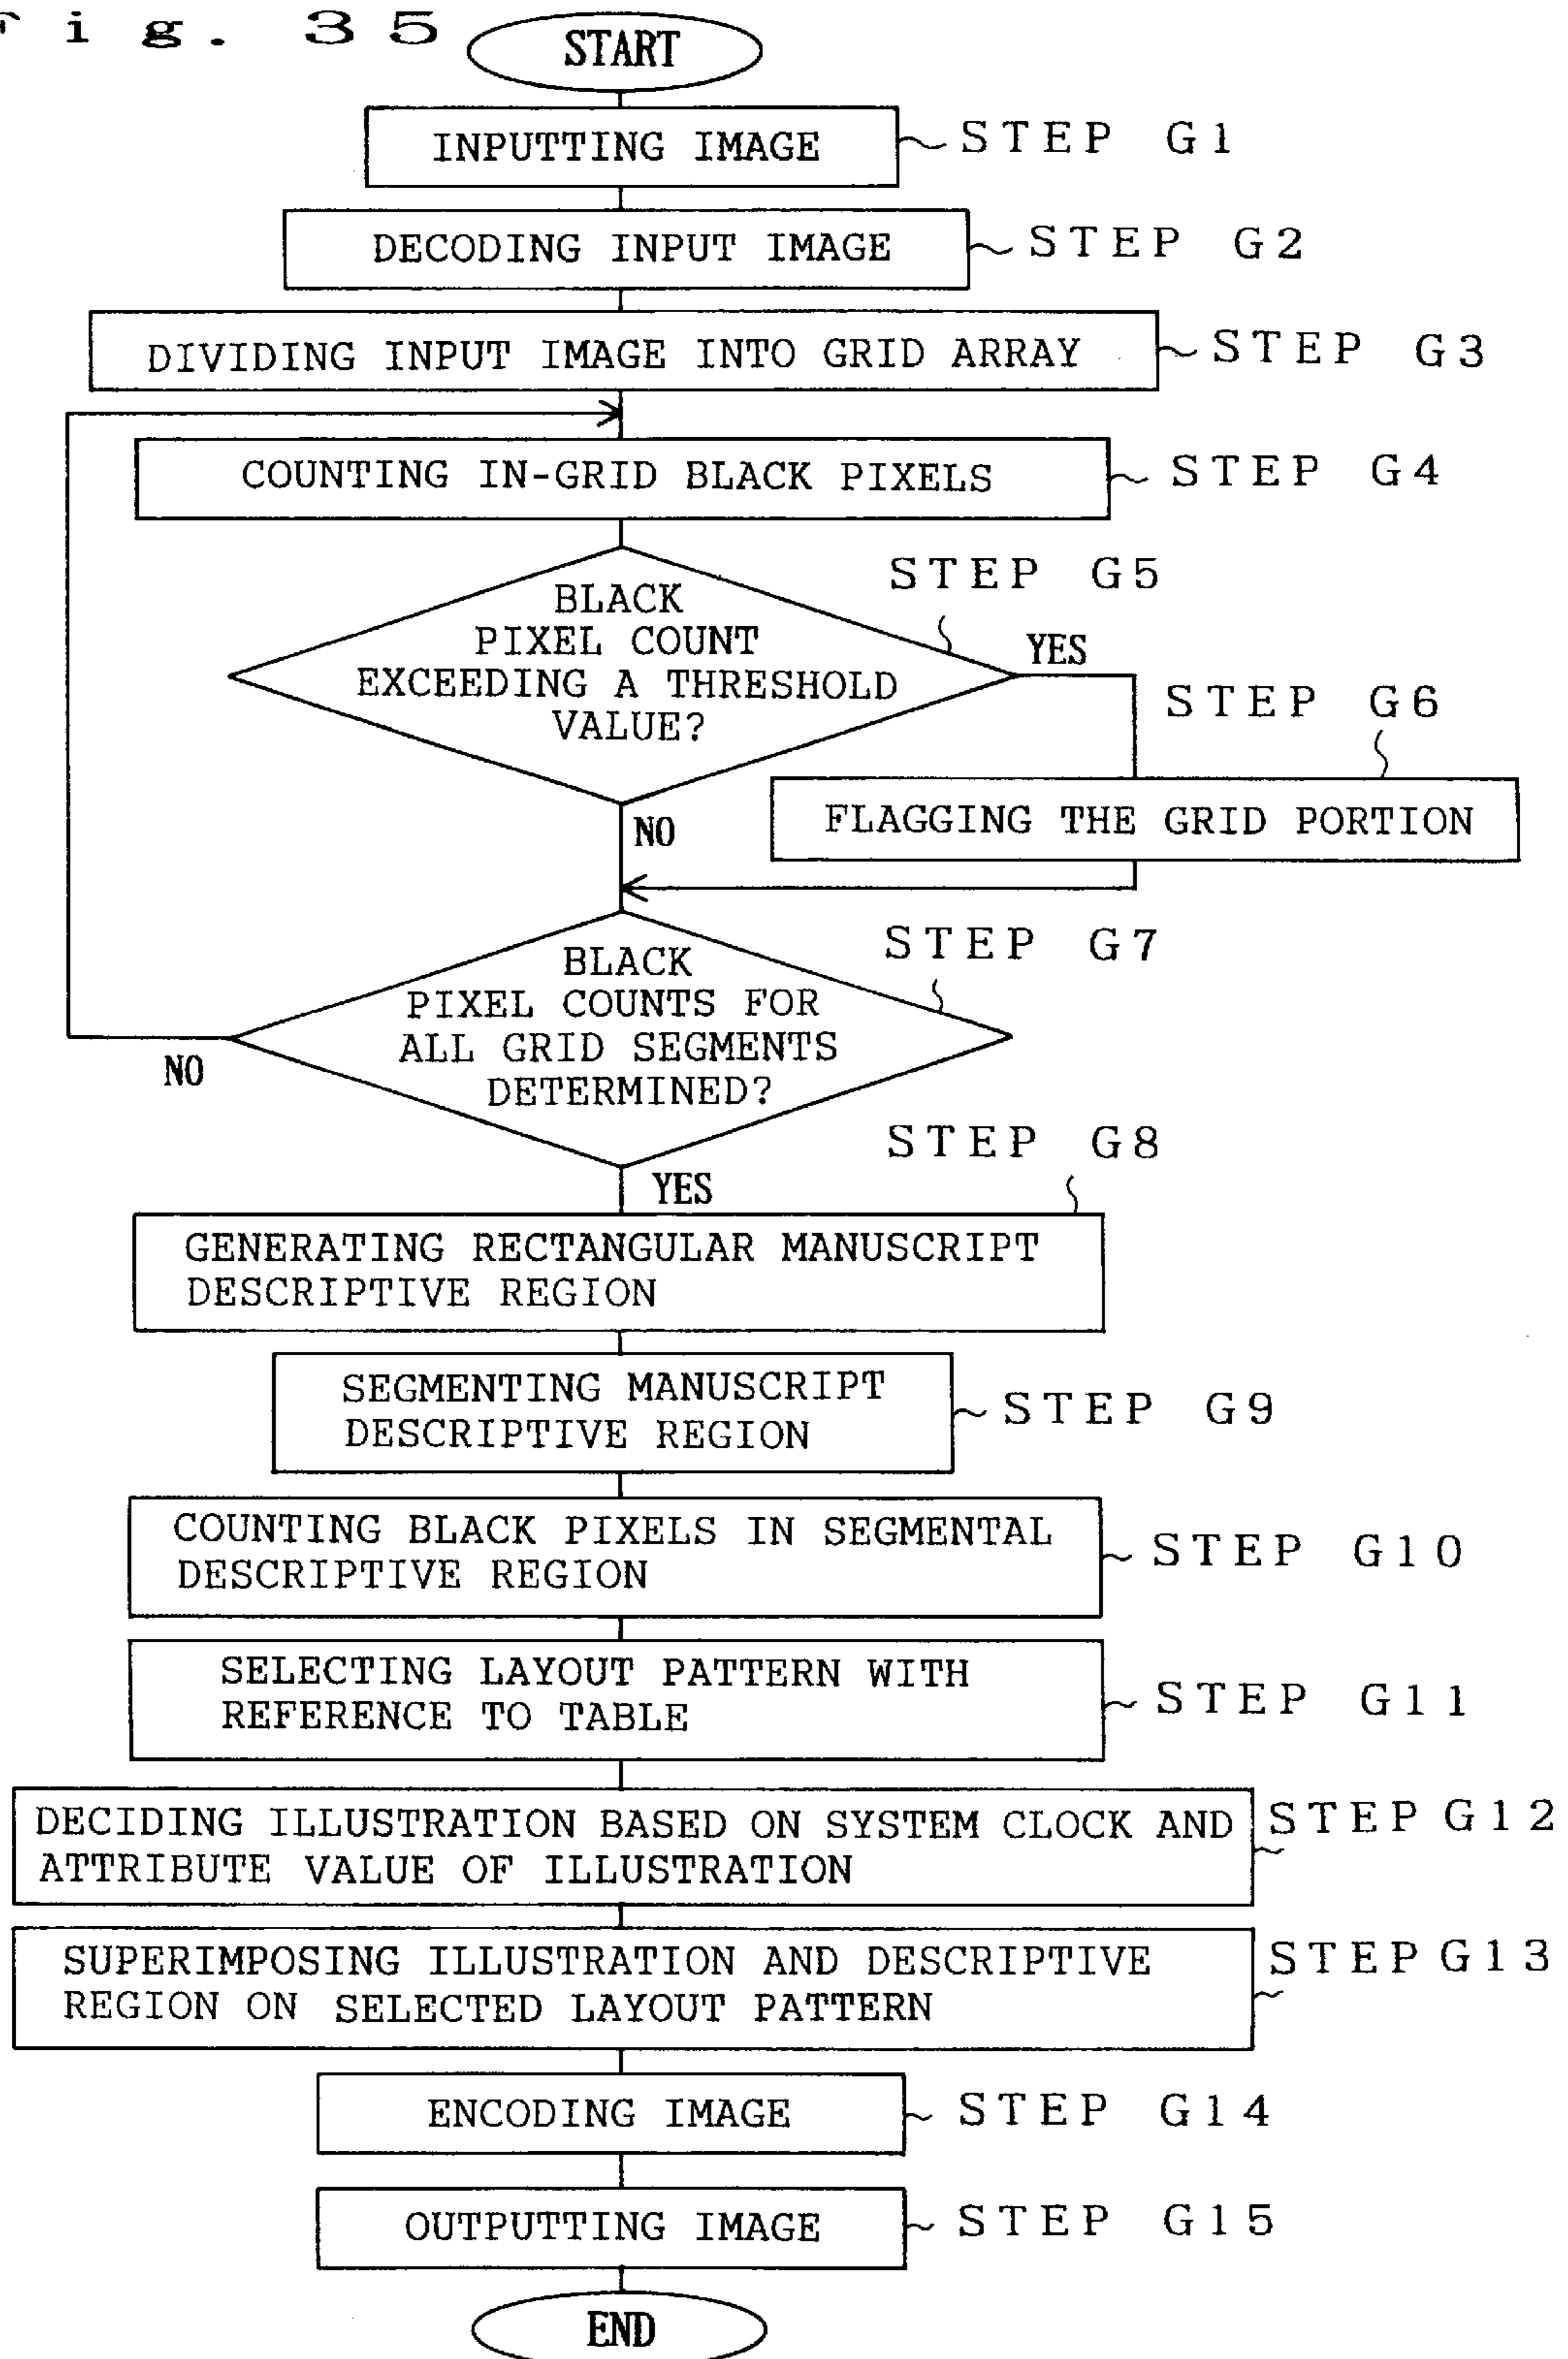 Fig. 35
START
INPUTTING IMAGE
STEP G1
DECODING INPUT IMAGE
STEP G2
DIVIDING INPUT IMAGE INTO GRID ARRAY
STEP G3
COUNTING IN-GRID BLACK PIXELS
STEP G4
STEP G5
BLACK
PIXEL COUNT
EXCEEDING A THRESHOLD
VALUE?
YES
STEP G6
FLAGGING THE GRID PORTION
NO
STEP G7
BLACK
PIXEL COUNTS FOR
ALL GRID SEGMENTS
DETERMINED?
NO
YES
STEP G8
GENERATING RECTANGULAR MANUSCRIPT
DESCRIPTIVE REGION
SEGMENTING MANUSCRIPT
DESCRIPTIVE REGION
STEP G9
COUNTING BLACK PIXELS IN SEGMENTAL
DESCRIPTIVE REGION
STEP G10
SELECTING LAYOUT PATTERN WITH
REFERENCE TO TABLE
STEP G11
DECIDING ILLUSTRATION BASED ON SYSTEM CLOCK AND
ATTRIBUTE VALUE OF ILLUSTRATION
STEP G12
SUPERIMPOSING ILLUSTRATION AND DESCRIPTIVE
REGION ON SELECTED LAYOUT PATTERN
STEP G13
ENCODING IMAGE
STEP G14
OUTPUTTING IMAGE
STEP G15
END